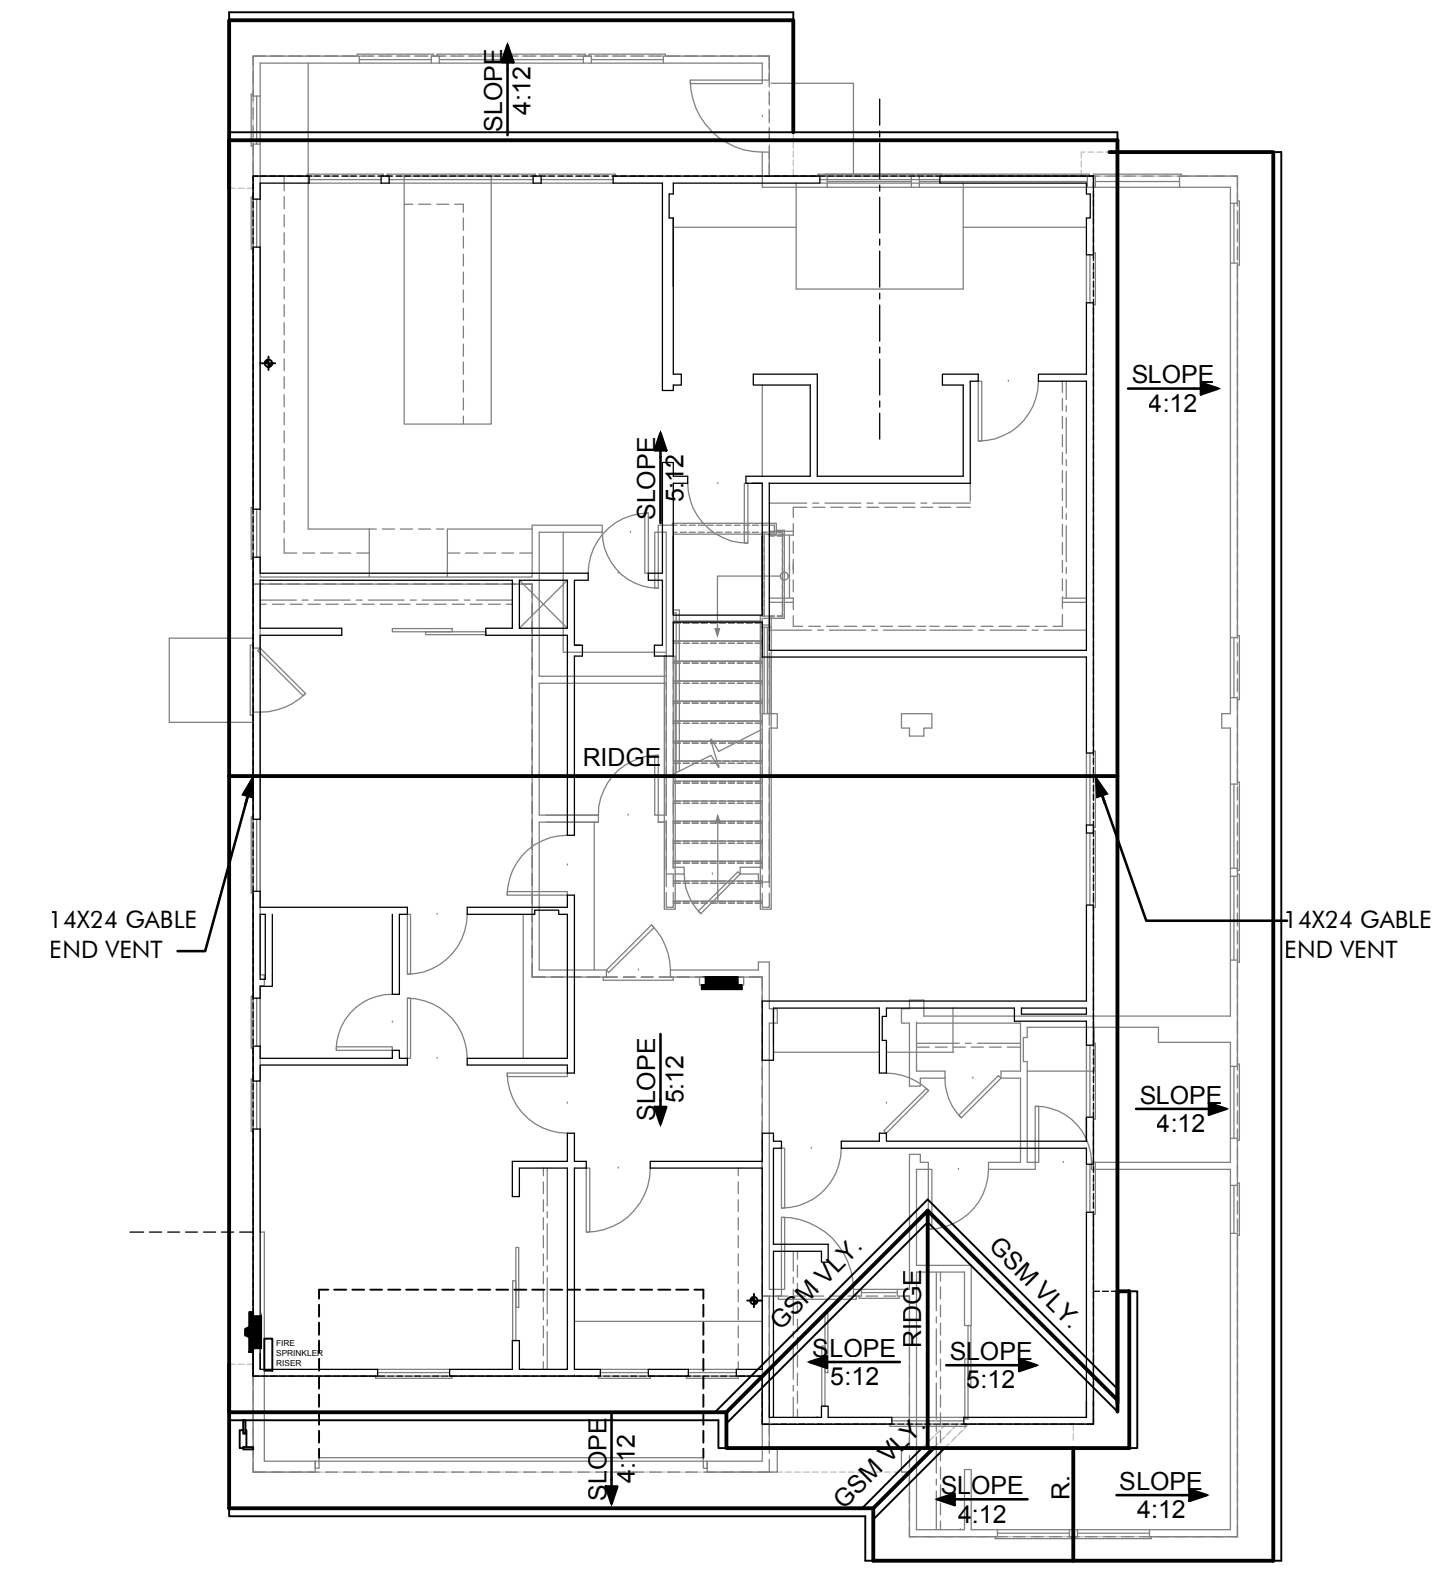 SLOPE
4:12
SLOPE
4:12
SLOPE
5:12
RIDGE
14X24 GABLE
END VENT
14X24 GABLE
END VENT
SLOPE
5:12
SLOPE
4:12
GSM VLY.
RIDGE
GSM VLY.
FIRE
SPRINKLER
RISER
SLOPE
5:12
SLOPE
5:12
SLOPE
4:12
GSM VLY.
SLOPE
4:12
R.
SLOPE
4:12